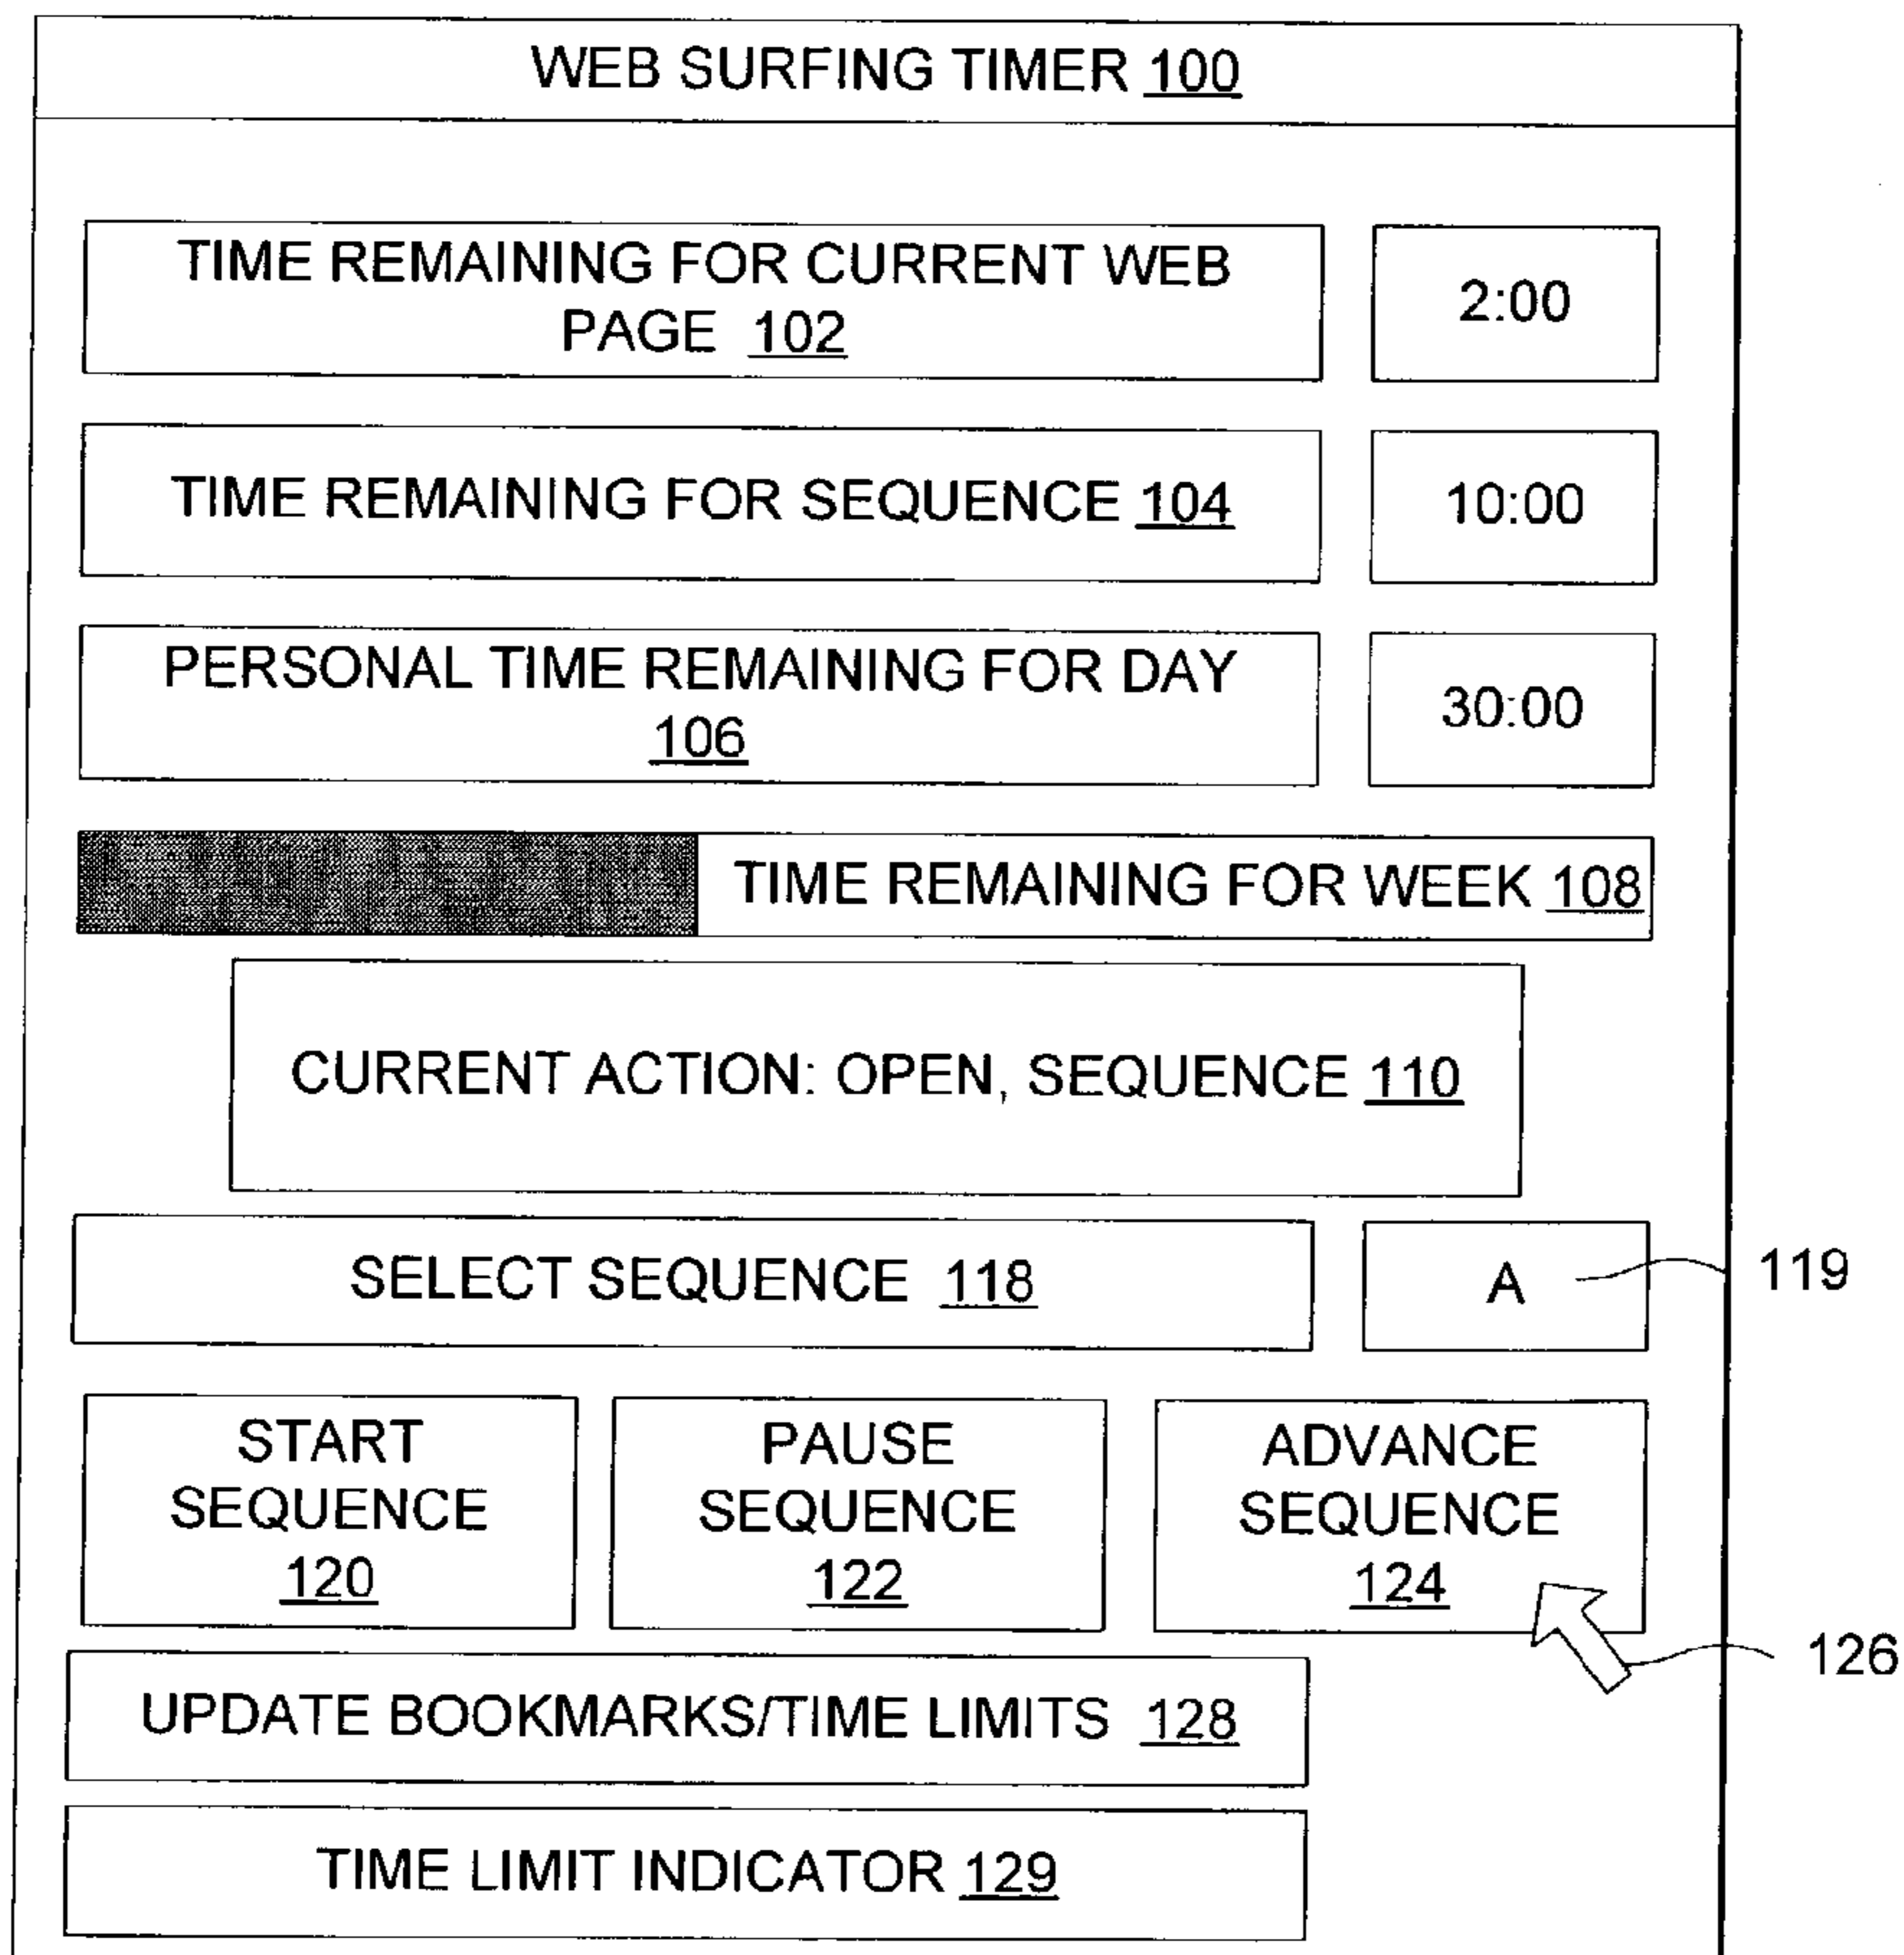 WEB SURFING TIMER 100
TIME REMAINING FOR CURRENT WEB
PAGE 102
2:00
TIME REMAINING FOR SEQUENCE 104
10:00
PERSONAL TIME REMAINING FOR DAY
106
30:00
TIME REMAINING FOR WEEK 108
CURRENT ACTION: OPEN, SEQUENCE 110
SELECT SEQUENCE 118
A
119
START
SEQUENCE
120
PAUSE
SEQUENCE
122
ADVANCE
SEQUENCE
124
126
UPDATE BOOKMARKS/TIME LIMITS 128
TIME LIMIT INDICATOR 129